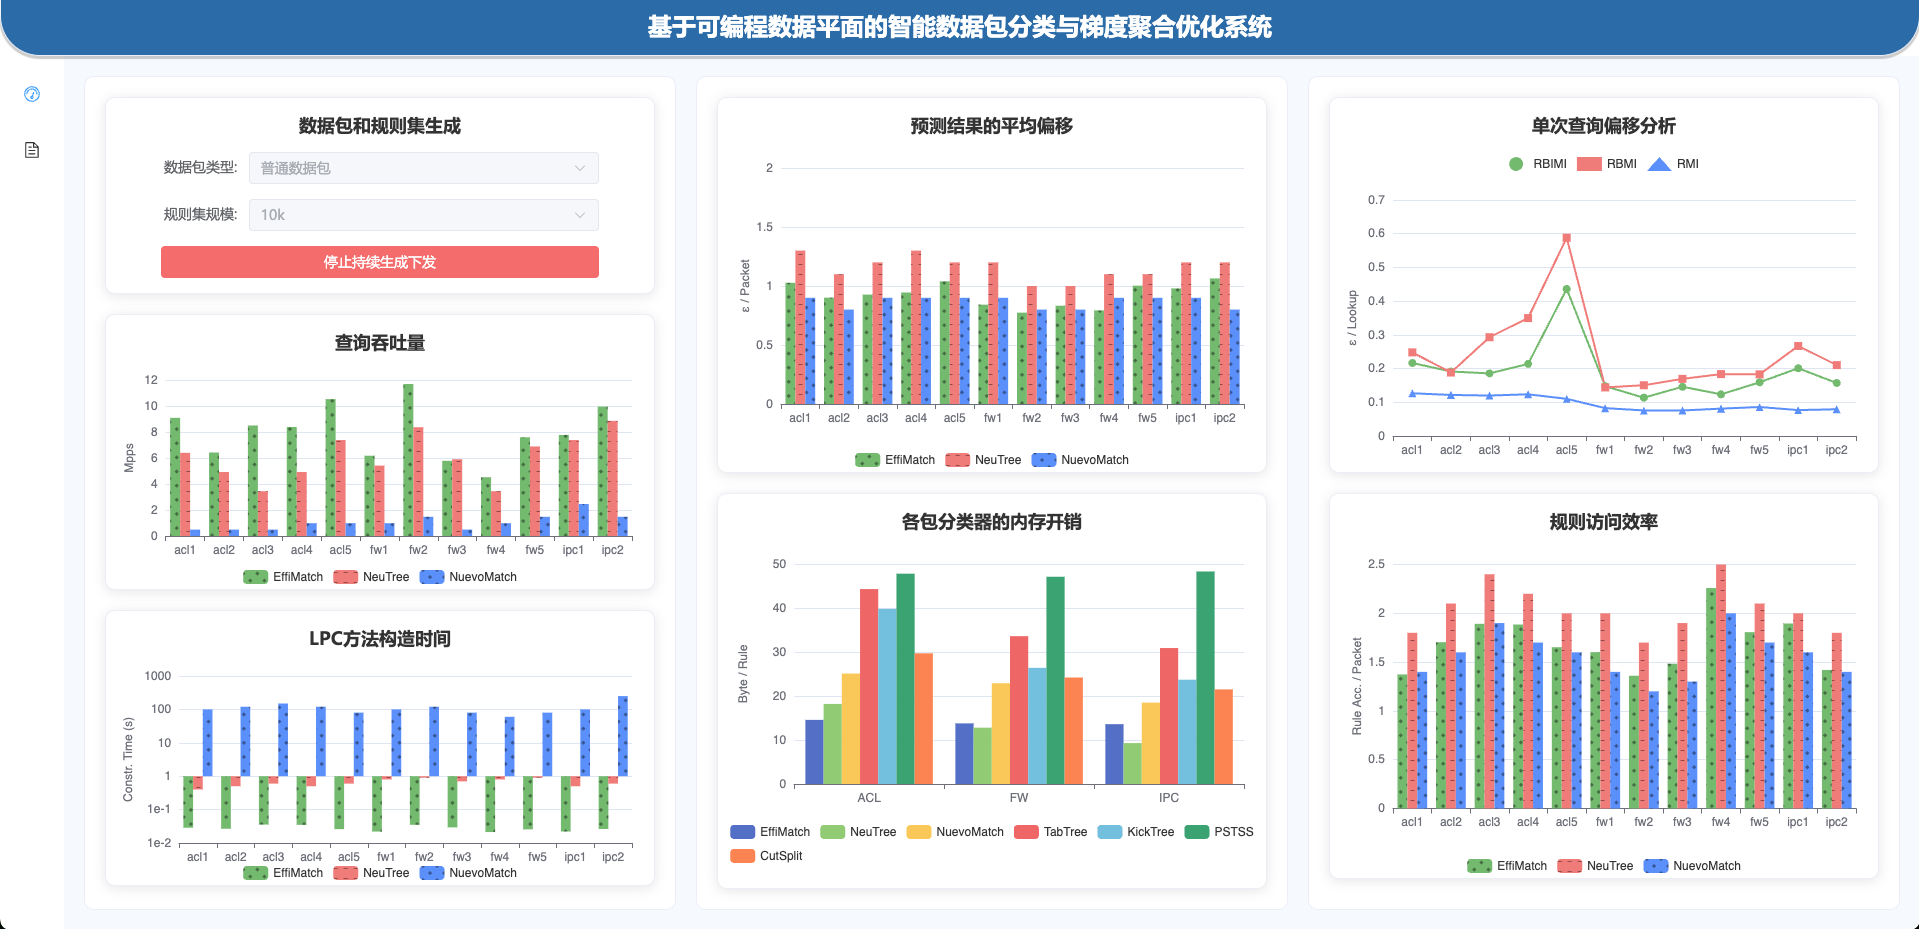 基于可编程数据平面的智能数据包分类与梯度聚合优化系统
数据包和规则集生成
数据包类型: 普通数据包
规则集规模: 10k
停止持续生成下发
查询吞吐量
12
10
8
6
4
2
0
Mpps
acl1 acl2 acl3 acl4 acl5 fw1 fw2 fw3 fw4 fw5 ipc1 ipc2
EffiMatch NeuTree NuevoMatch
LPC方法构造时间
1000
100
10
1
1e-1
1e-2
Constr. Time (s)
acl1 acl2 acl3 acl4 acl5 fw1 fw2 fw3 fw4 fw5 ipc1 ipc2
EffiMatch NeuTree NuevoMatch
预测结果的平均偏移
2
1.5
1
0.5
0
ε / Packet
acl1 acl2 acl3 acl4 acl5 fw1 fw2 fw3 fw4 fw5 ipc1 ipc2
EffiMatch NeuTree NuevoMatch
各包分类器的内存开销
50
40
30
20
10
0
Byte / Rule
ACL FW IPC
EffiMatch NeuTree NuevoMatch TabTree KickTree PSTSS
CutSplit
单次查询偏移分析
RBIMI RBMI RMI
0.7
0.6
0.5
0.4
0.3
0.2
0.1
0
ε / Lookup
acl1 acl2 acl3 acl4 acl5 fw1 fw2 fw3 fw4 fw5 ipc1 ipc2
规则访问效率
2.5
2
1.5
1
0.5
0
Rule Acc. / Packet
acl1 acl2 acl3 acl4 acl5 fw1 fw2 fw3 fw4 fw5 ipc1 ipc2
EffiMatch NeuTree NuevoMatch